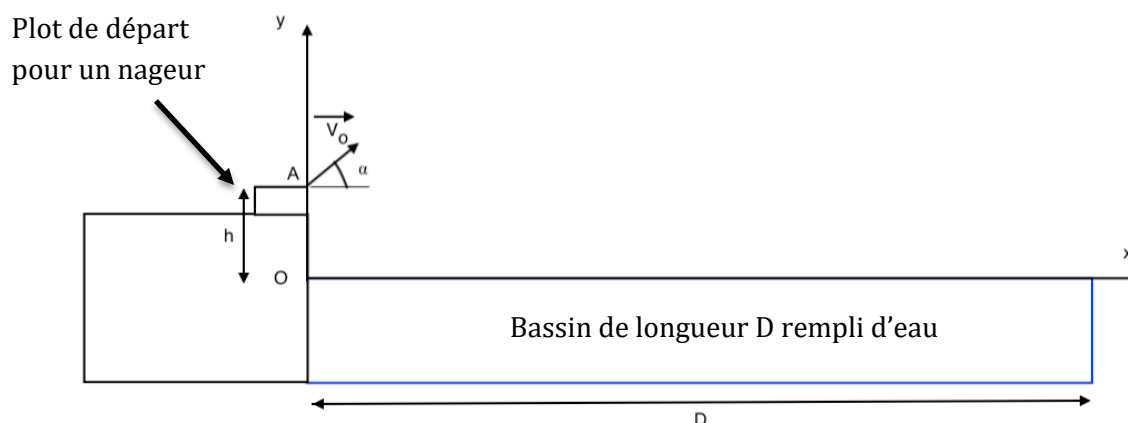 Plot de départ
pour un nageur
y
V₀
A
α
h
O
x
Bassin de longueur D rempli d’eau
D